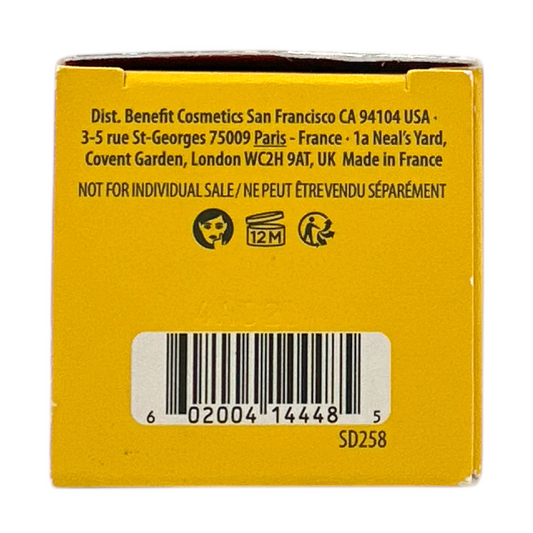 Dist. Benefit Cosmetics San Francisco CA 94104 USA ·
3-5 rue St-Georges 75009 Paris - France · 1a Neal's Yard,
Covent Garden, London WC2H 9AT, UK Made in France
NOT FOR INDIVIDUAL SALE / NE PEUT ÊTREVENDU SÉPARÉMENT
12M
6 02004 14448 5
SD258